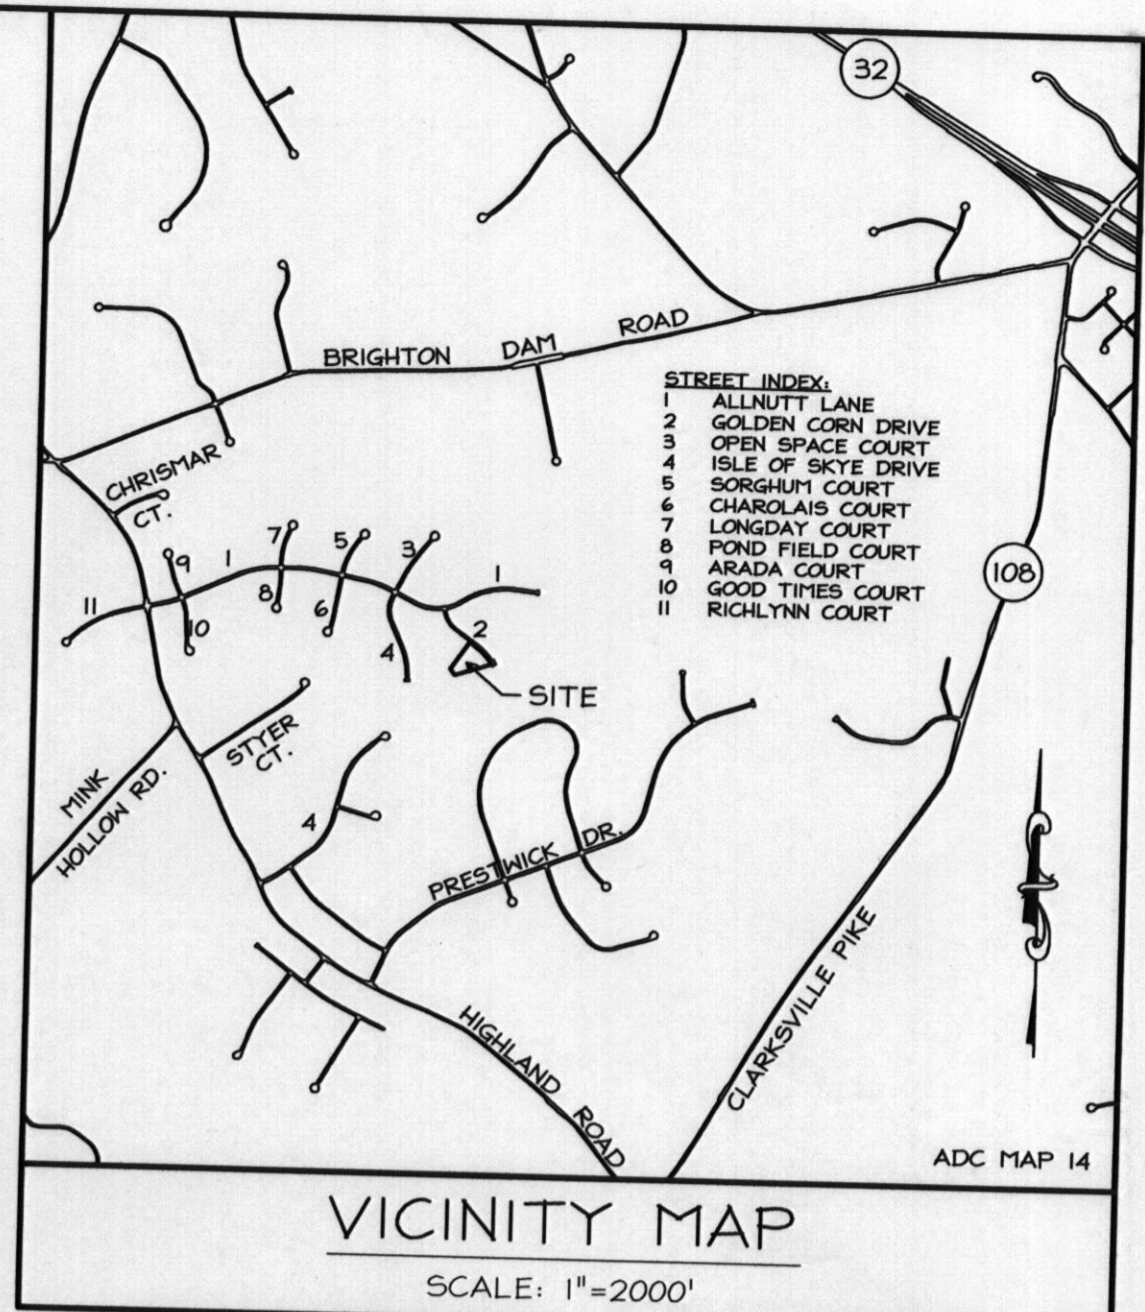 32
BRIGHTON DAM ROAD
STREET INDEX:
1 ALLNUTT LANE
2 GOLDEN CORN DRIVE
3 OPEN SPACE COURT
4 ISLE OF SKYE DRIVE
5 SORGHUM COURT
6 CHAROLAIS COURT
7 LONGDAY COURT
8 POND FIELD COURT
9 ARADA COURT
10 GOOD TIMES COURT
11 RICHLYNN COURT
CHRISMAR
CT.
7
5
3
9
1
1
108
8
6
11
10
2
4
SITE
STYER
CT.
MINK
HOLLOW RD.
4
PRESTWICK DR.
CLARKSVILLE PIKE
HIGHLAND ROAD
ADC MAP 14
VICINITY MAP
SCALE: 1"=2000'